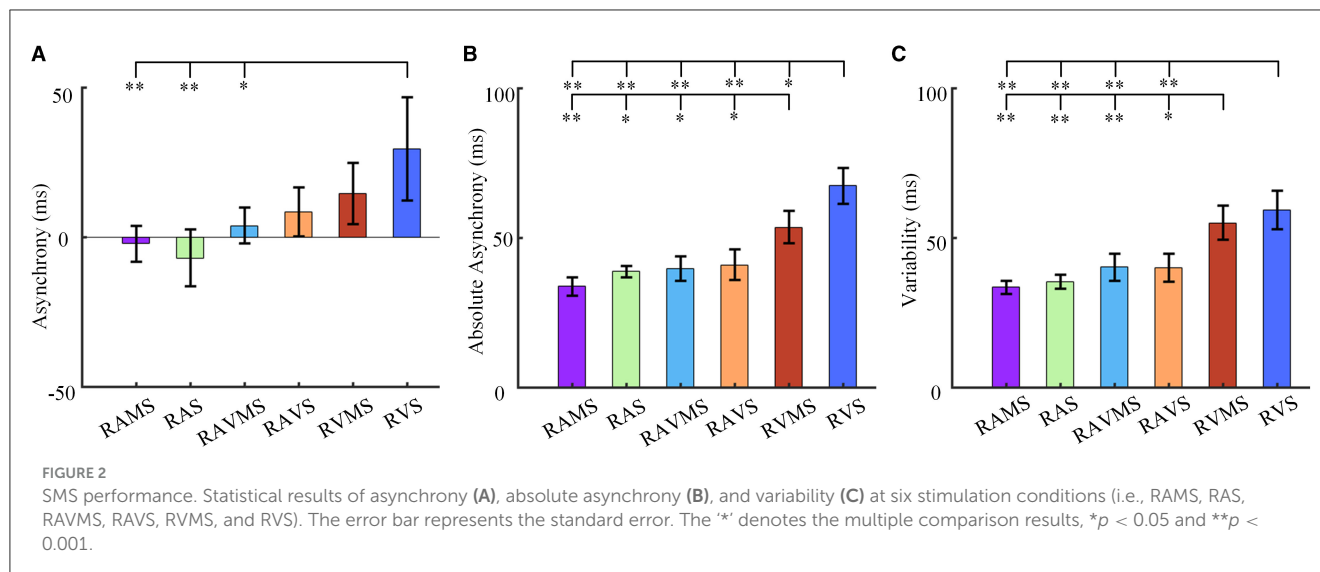 A
B
C
** ** *
** ** ** ** *
** * * *
** ** ** **
** ** ** *
50
0
-50
Asynchrony (ms)
RAMS RAS RAVMS RAVS RVMS RVS
100
50
0
Absolute Asynchrony (ms)
RAMS RAS RAVMS RAVS RVMS RVS
100
50
0
Variability (ms)
RAMS RAS RAVMS RAVS RVMS RVS
FIGURE 2
SMS performance. Statistical results of asynchrony (A), absolute asynchrony (B), and variability (C) at six stimulation conditions (i.e., RAMS, RAS,
RAVMS, RAVS, RVMS, and RVS). The error bar represents the standard error. The '*' denotes the multiple comparison results, *p < 0.05 and **p <
0.001.